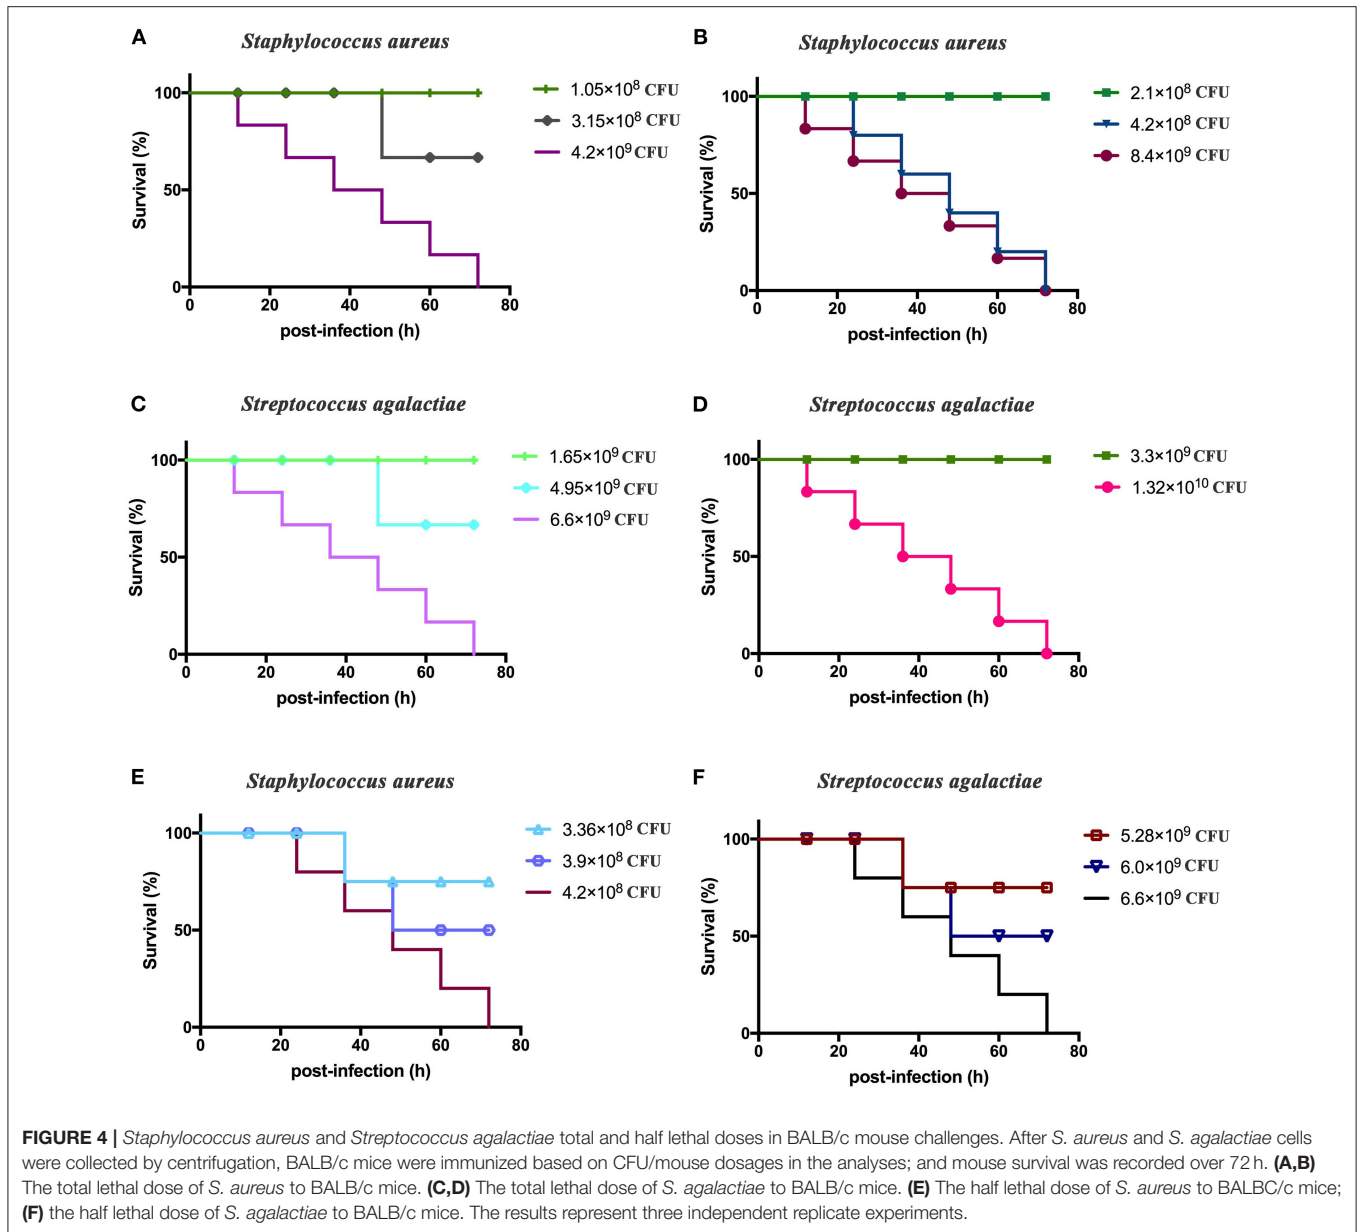 A
Staphylococcus aureus
Survival (%)
100
50
0
0 20 40 60 80
post-infection (h)
1.05×10⁸ CFU
3.15×10⁸ CFU
4.2×10⁹ CFU
B
Staphylococcus aureus
Survival (%)
100
50
0
0 20 40 60 80
post-infection (h)
2.1×10⁸ CFU
4.2×10⁸ CFU
8.4×10⁹ CFU
C
Streptococcus agalactiae
Survival (%)
100
50
0
0 20 40 60 80
post-infection (h)
1.65×10⁹ CFU
4.95×10⁹ CFU
6.6×10⁹ CFU
D
Streptococcus agalactiae
Survival (%)
100
50
0
0 20 40 60 80
post-infection (h)
3.3×10⁹ CFU
1.32×10¹⁰ CFU
E
Staphylococcus aureus
Survival (%)
100
50
0
0 20 40 60 80
post-infection (h)
3.36×10⁸ CFU
3.9×10⁸ CFU
4.2×10⁸ CFU
F
Streptococcus agalactiae
Survival (%)
100
50
0
0 20 40 60 80
post-infection (h)
5.28×10⁹ CFU
6.0×10⁹ CFU
6.6×10⁹ CFU
FIGURE 4 | Staphylococcus aureus and Streptococcus agalactiae total and half lethal doses in BALB/c mouse challenges. After S. aureus and S. agalactiae cells
were collected by centrifugation, BALB/c mice were immunized based on CFU/mouse dosages in the analyses; and mouse survival was recorded over 72 h. (A,B)
The total lethal dose of S. aureus to BALB/c mice. (C,D) The total lethal dose of S. agalactiae to BALB/c mice. (E) The half lethal dose of S. aureus to BALBC/c mice;
(F) the half lethal dose of S. agalactiae to BALB/c mice. The results represent three independent replicate experiments.